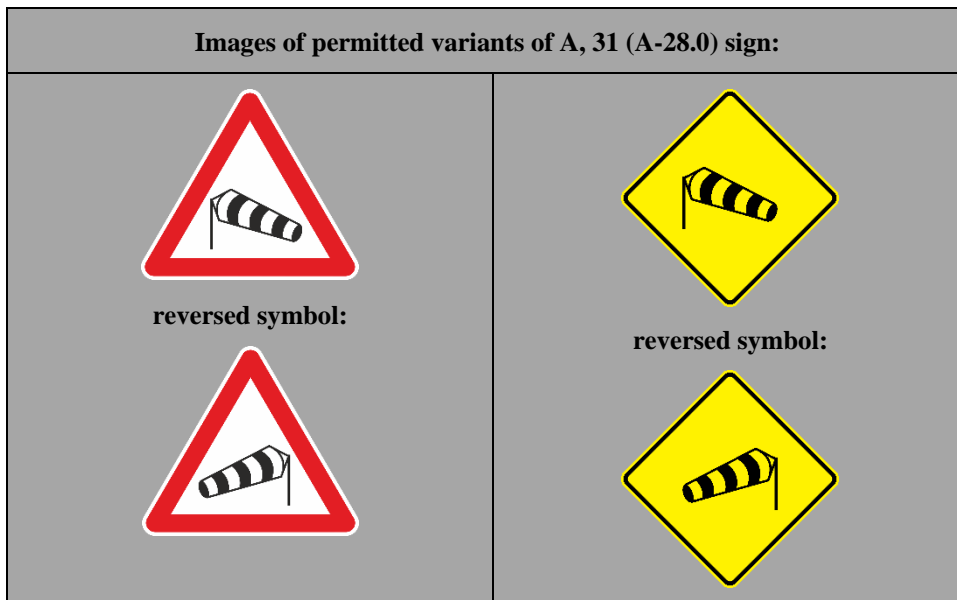 Images of permitted variants of A, 31 (A-28.0) sign:
reversed symbol:
reversed symbol: